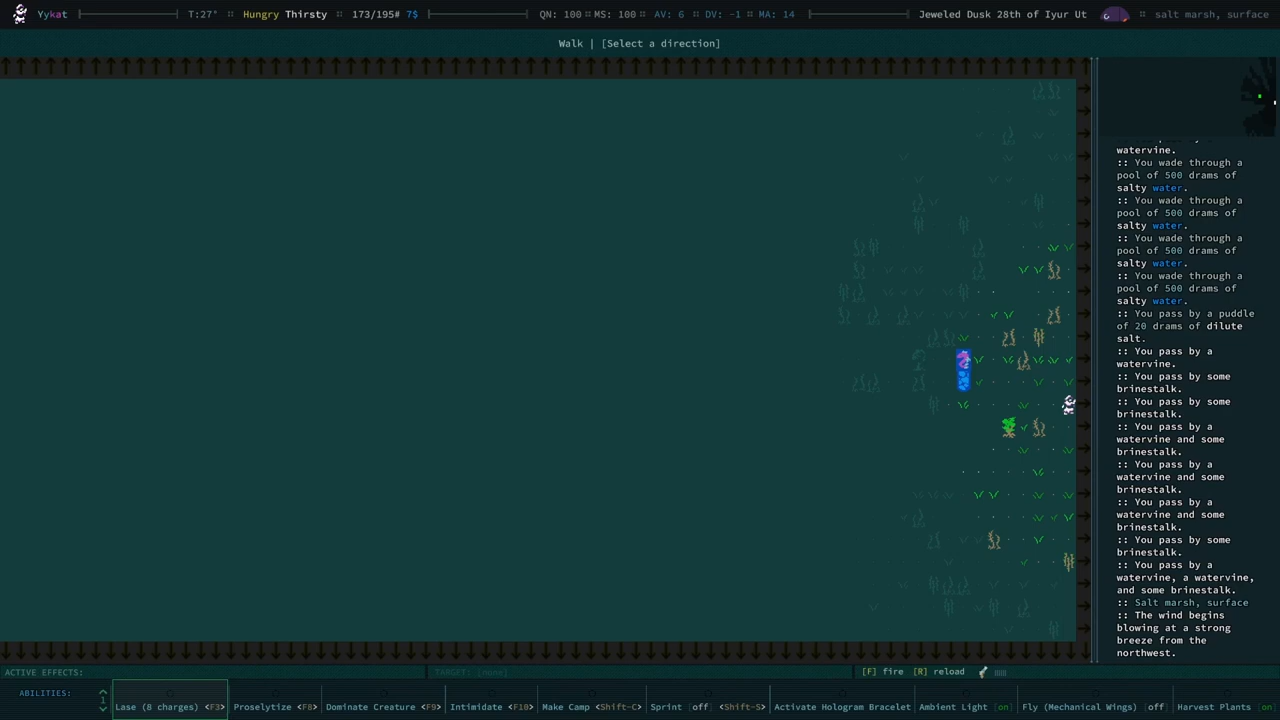 Yykat T:27° :: Hungry Thirsty :: 173/195# 7$ QN: 100 :: MS: 100 :: AV: 6 :: DV: -1 :: MA: 14 Jeweled Dusk 28th of Iyur Ut :: salt marsh, surface
Walk | [Select a direction]
watervine.
:: You wade through a
pool of 500 drams of
salty water.
:: You wade through a
pool of 500 drams of
salty water.
:: You wade through a
pool of 500 drams of
salty water.
:: You wade through a
pool of 500 drams of
salty water.
:: You pass by a puddle
of 20 drams of dilute
salt.
:: You pass by a
watervine.
:: You pass by some
brinestalk.
:: You pass by some
brinestalk.
:: You pass by a
watervine and some
brinestalk.
:: You pass by a
watervine and some
brinestalk.
:: You pass by a
watervine and some
brinestalk.
:: You pass by some
brinestalk.
:: You pass by a
watervine, a watervine,
and some brinestalk.
:: Salt marsh, surface
:: The wind begins
blowing at a strong
breeze from the
northwest.
ACTIVE EFFECTS: TARGET: [none] [F] fire [R] reload
ABILITIES: 1 Lase (8 charges) <F3> Proselytize <F8> Dominate Creature <F9> Intimidate <F10> Make Camp <Shift-C> Sprint [off] <Shift-S> Activate Hologram Bracelet Ambient Light [on] Fly (Mechanical Wings) [off] Harvest Plants [on]